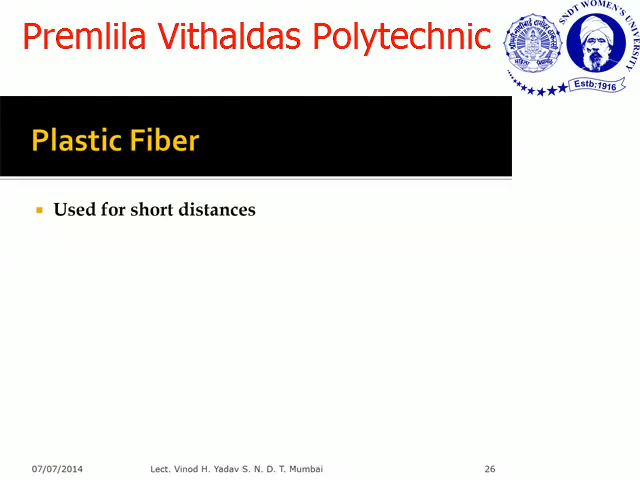 Premlila Vithaldas Polytechnic
SNDT WOMEN'S UNIVERSITY
Estb:1916
Plastic Fiber
Used for short distances
07/07/2014 Lect. Vinod H. Yadav S. N. D. T. Mumbai 26